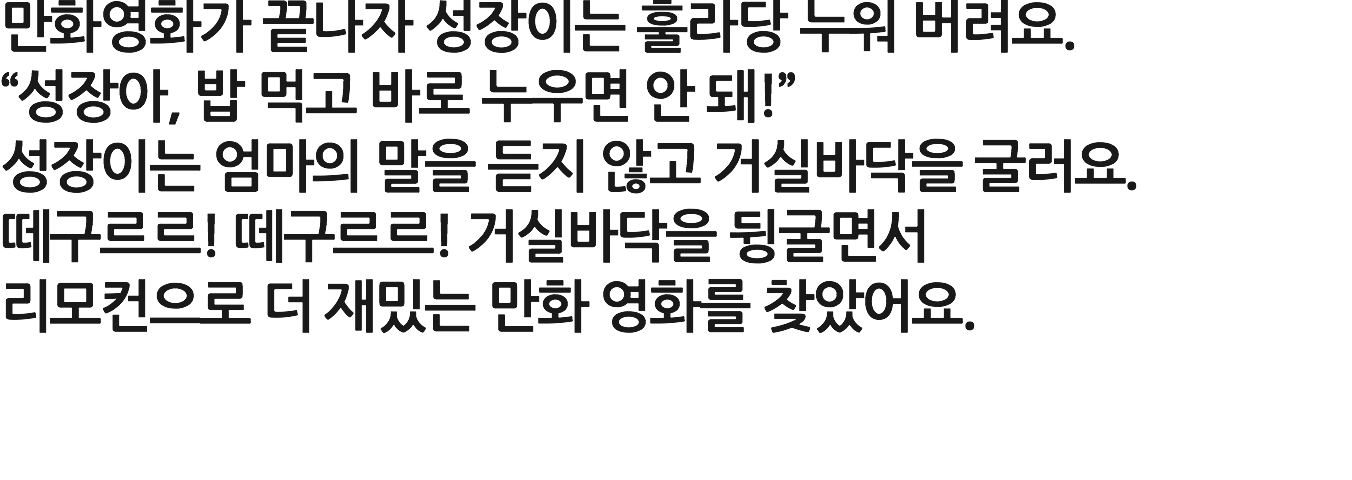 만화영화가 끝나자 성장이는 훌라당 누워 버려요.
“성장아, 밥 먹고 바로 누우면 안 돼!”
성장이는 엄마의 말을 듣지 않고 거실바닥을 굴러요.
떼구르르! 떼구르르! 거실바닥을 뒹굴면서
리모컨으로 더 재밌는 만화 영화를 찾았어요.